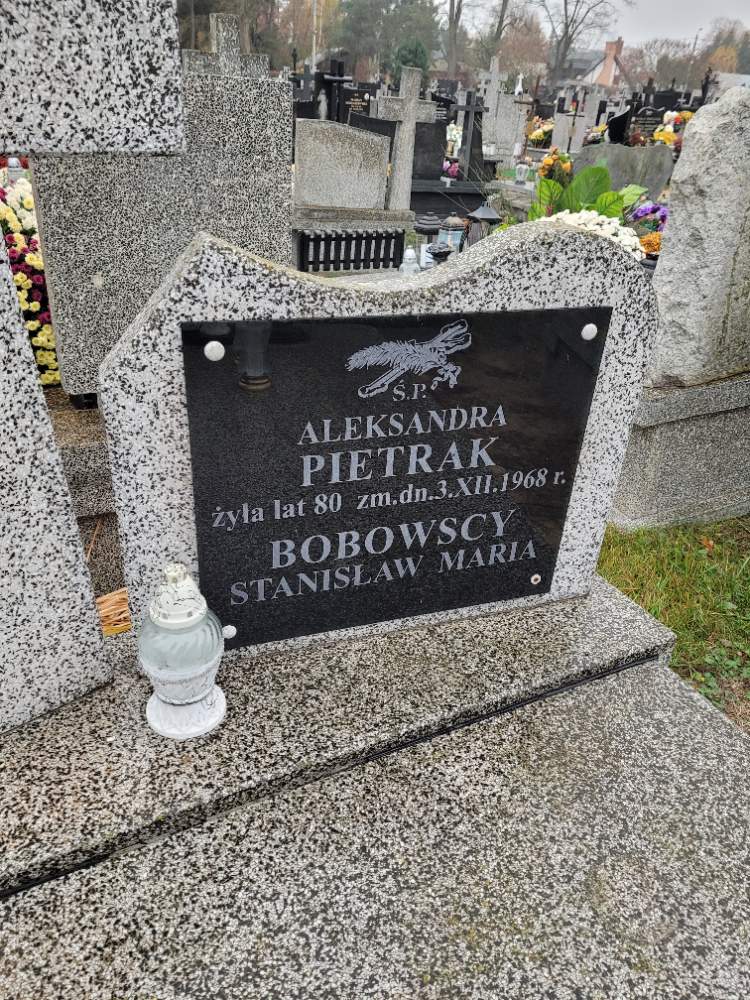 Ś.P.
ALEKSANDRA
PIETRAK
żyła lat 80 zm.dn.3.XII.1968 r.
BOBOWSCY
STANISŁAW MARIA